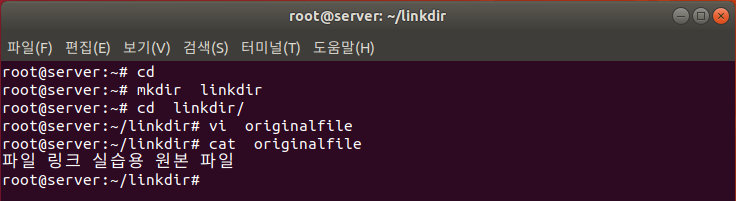 root@server: ~/linkdir
파일(F) 편집(E) 보기(V) 검색(S) 터미널(T) 도움말(H)
root@server:~# cd
root@server:~# mkdir  linkdir
root@server:~# cd  linkdir/
root@server:~/linkdir# vi  originalfile
root@server:~/linkdir# cat  originalfile
파일 링크 실습용 원본 파일
root@server:~/linkdir#